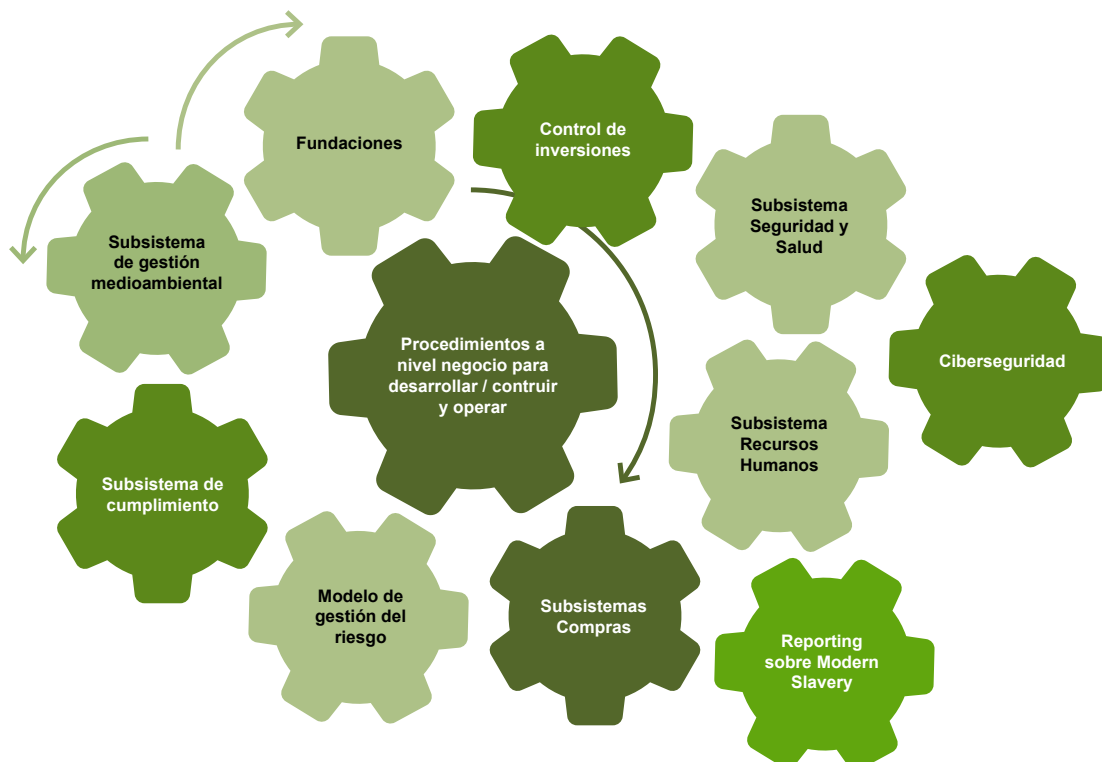 Fundaciones
Control de
inversiones
Subsistema
Seguridad y
Salud
Subsistema
de gestión
medioambiental
Procedimientos a
nivel negocio para
desarrollar / contruir
y operar
Ciberseguridad
Subsistema
Recursos
Humanos
Subsistema de
cumplimiento
Modelo de
gestión del
riesgo
Subsistemas
Compras
Reporting
sobre Modern
Slavery